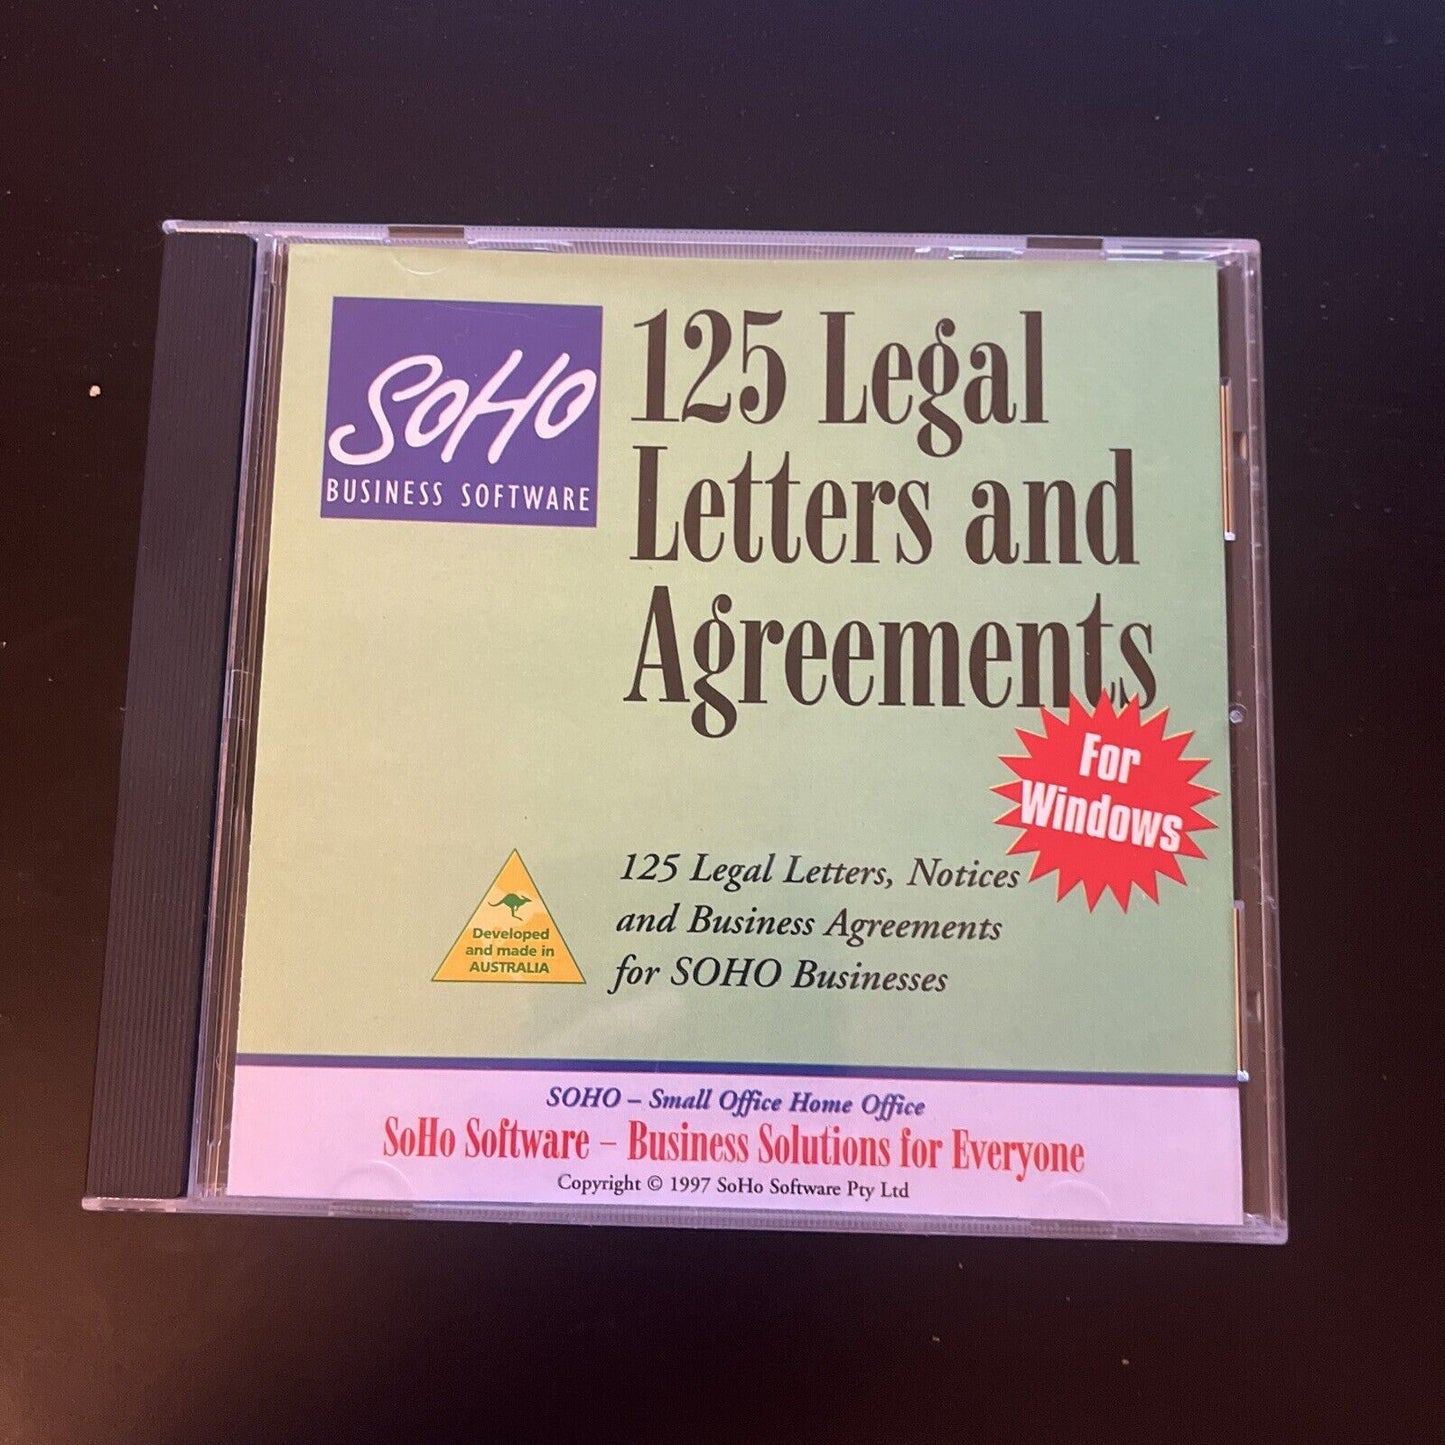 SoHo
BUSINESS SOFTWARE
125 Legal
Letters and
Agreements
For
Windows
125 Legal Letters, Notices
and Business Agreements
for SOHO Businesses
Developed
and made in
AUSTRALIA
SOHO – Small Office Home Office
SoHo Software – Business Solutions for Everyone
Copyright © 1997 SoHo Software Pty Ltd